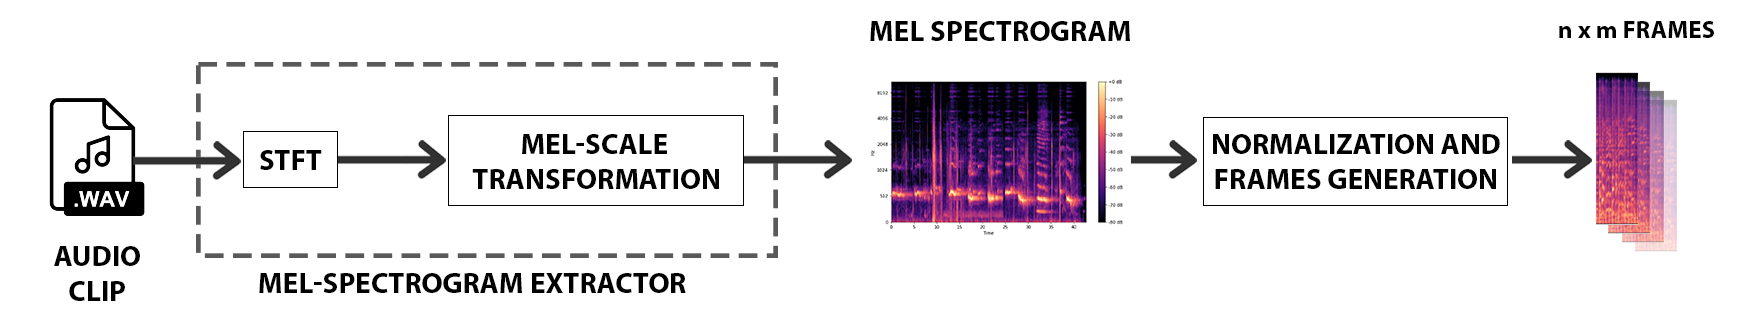 MEL SPECTROGRAM
n x m FRAMES
.WAV
AUDIO
CLIP
STFT
MEL-SCALE
TRANSFORMATION
MEL-SPECTROGRAM EXTRACTOR
8192
4096
2048
1024
512
0
Hz
0 5 10 15 20 25 30 35 40
Time
+0 dB
-10 dB
-20 dB
-30 dB
-40 dB
-50 dB
-60 dB
-70 dB
-80 dB
NORMALIZATION AND
FRAMES GENERATION